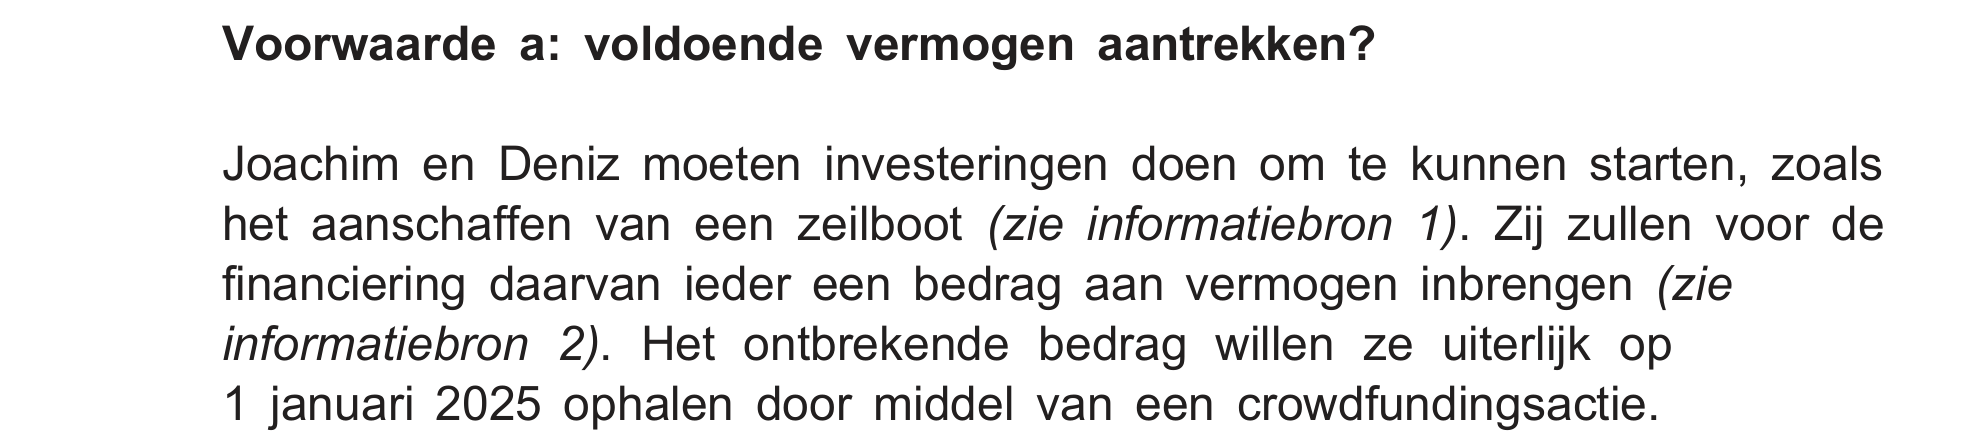 Voorwaarde a: voldoende vermogen aantrekken?
Joachim en Deniz moeten investeringen doen om te kunnen starten, zoals
het aanschaffen van een zeilboot (zie informatiebron 1). Zij zullen voor de
financiering daarvan ieder een bedrag aan vermogen inbrengen (zie
informatiebron 2). Het ontbrekende bedrag willen ze uiterlijk op
1 januari 2025 ophalen door middel van een crowdfundingsactie.